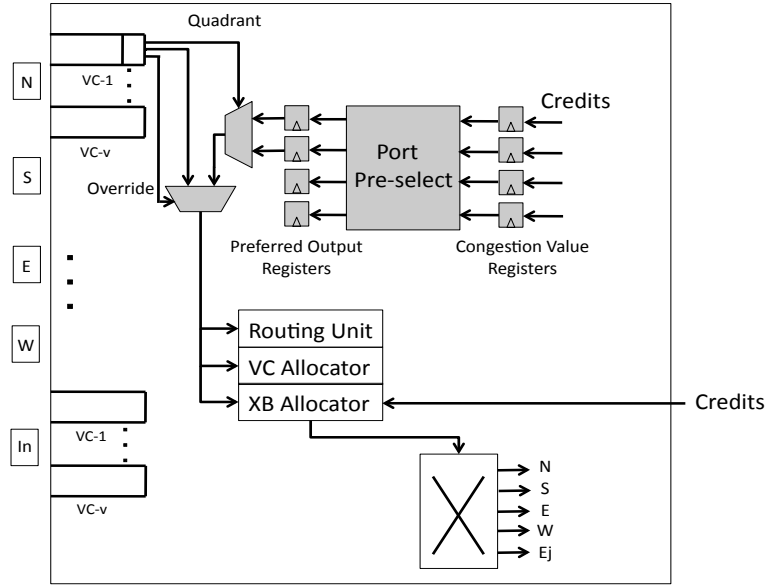 Quadrant
N
VC-1
VC-v
Credits
Port
Pre-select
S
Override
Preferred Output
Registers
Congestion Value
Registers
E
W
Routing Unit
VC Allocator
XB Allocator
Credits
In
VC-1
VC-v
N
S
E
W
Ej